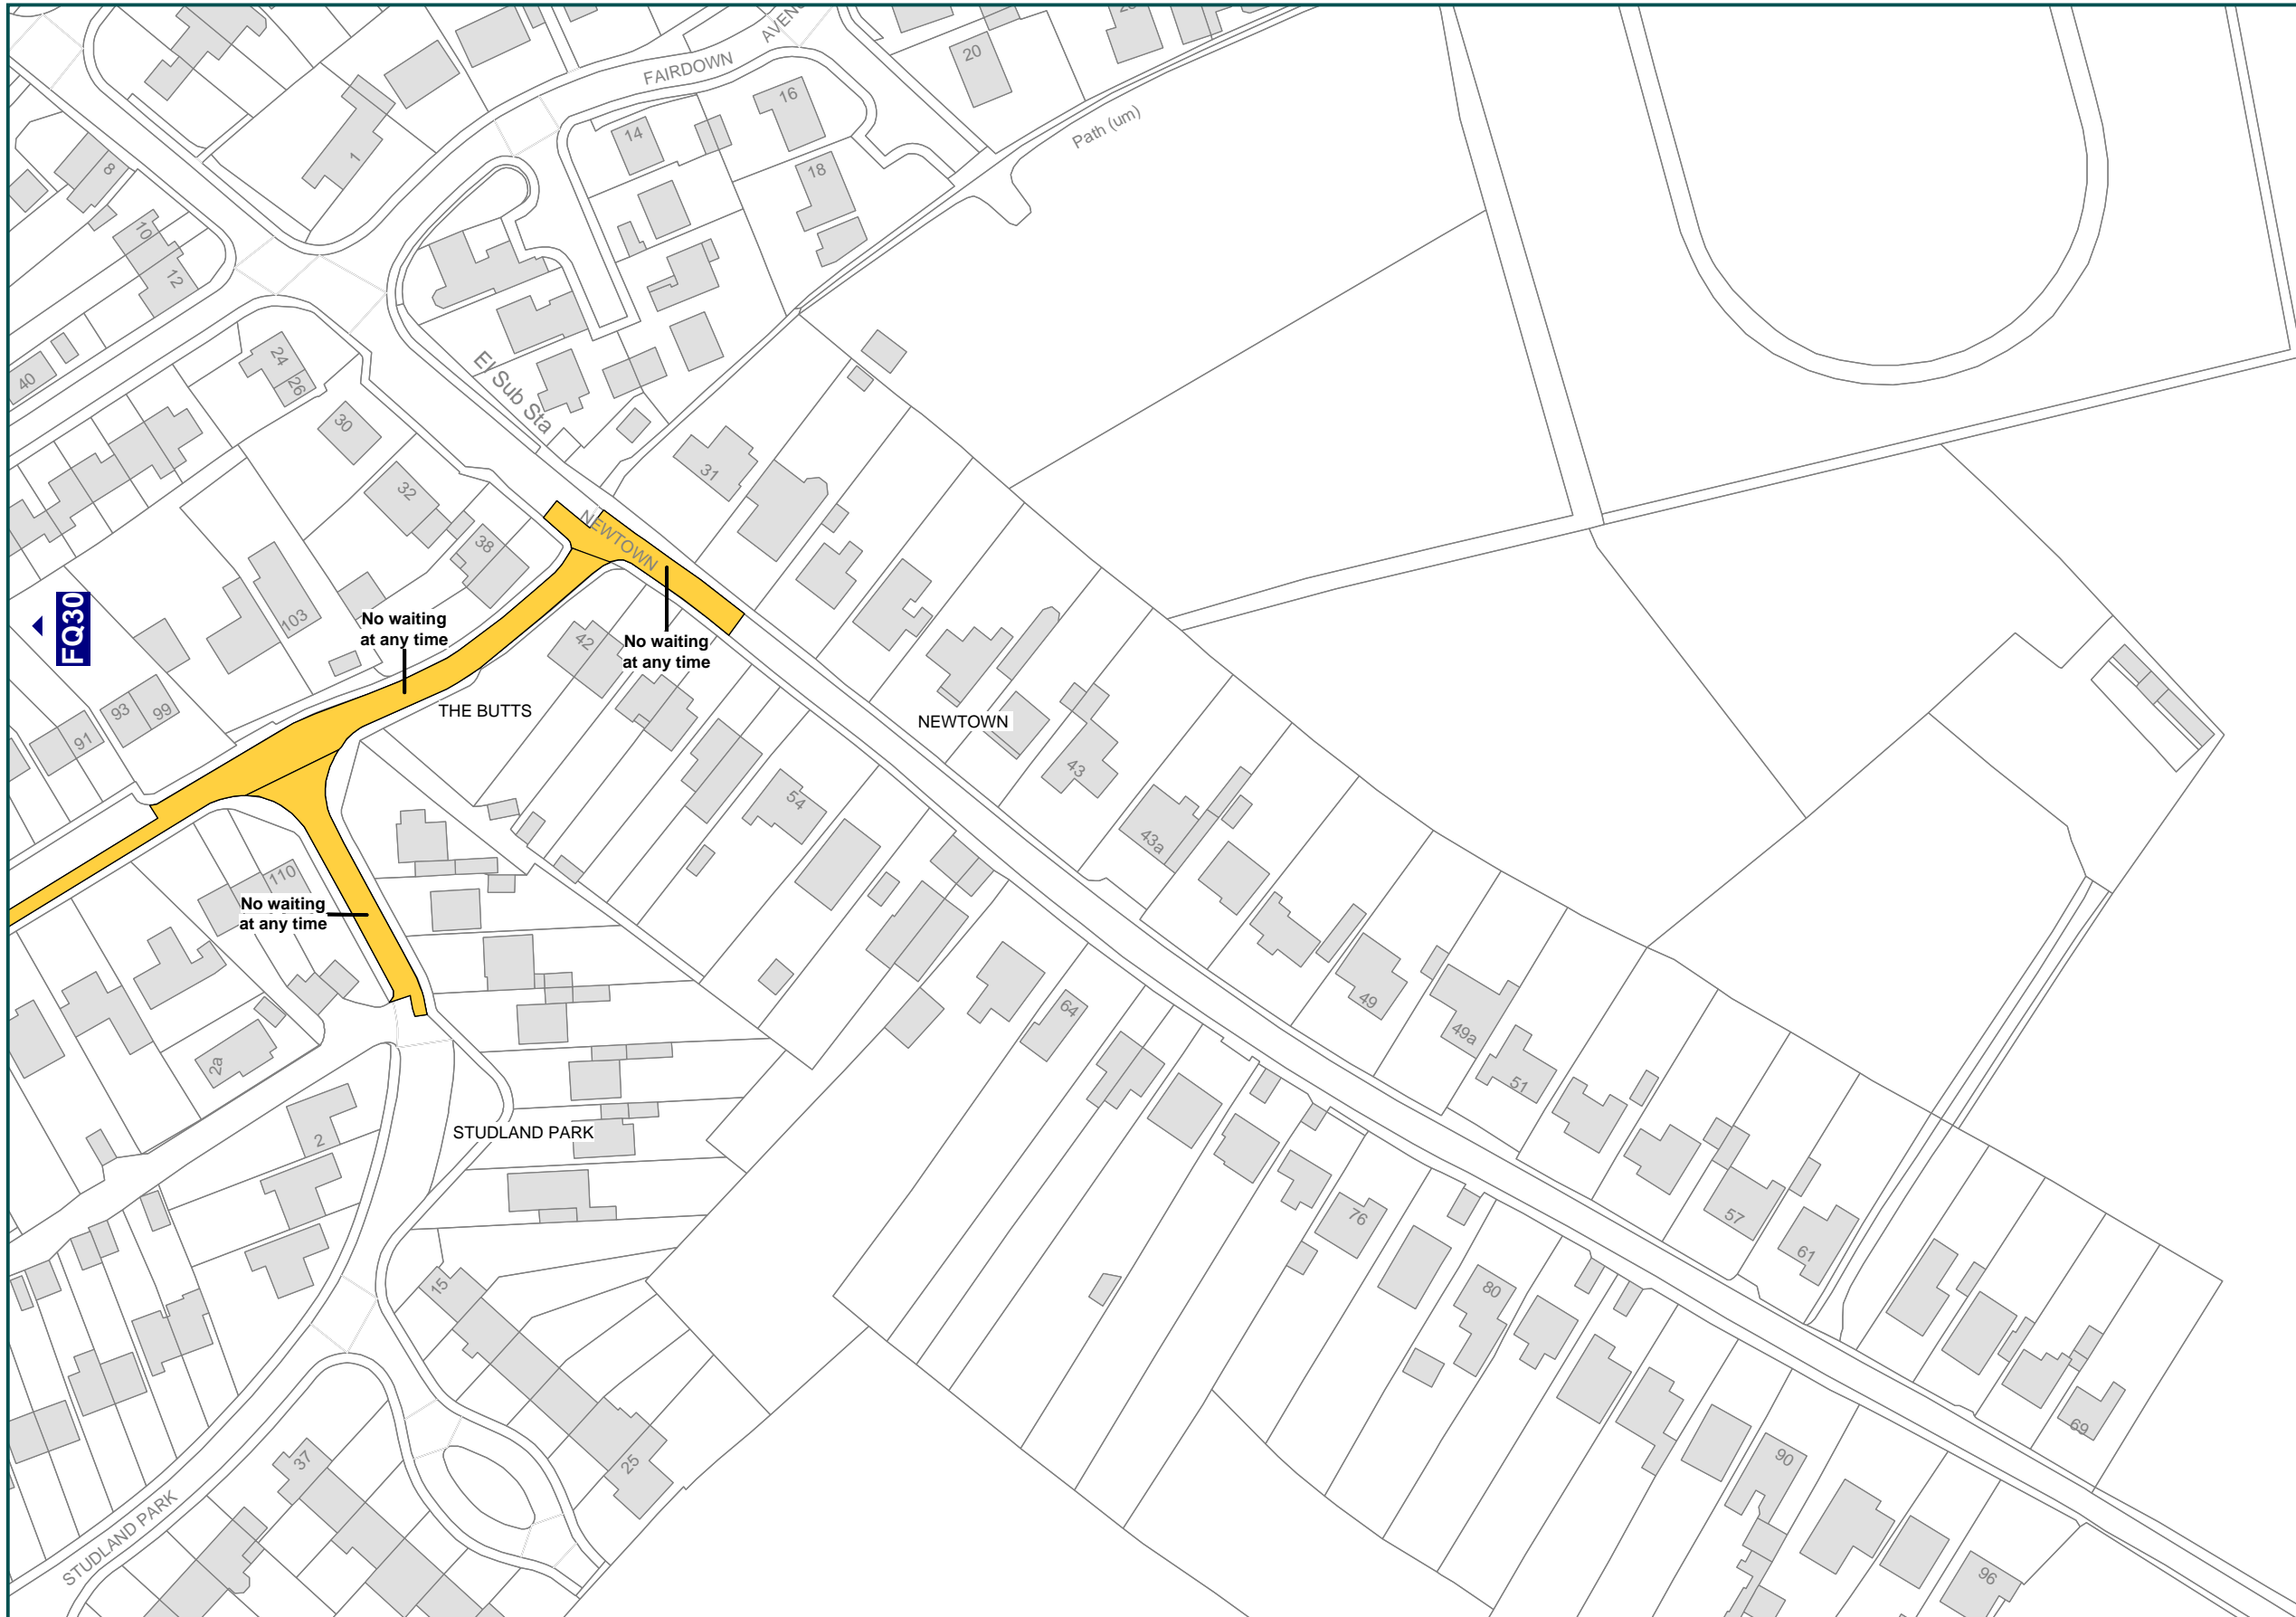 FAIRDOWN
AVENU
20
16
14
Path (um)
1
8
18
10
12
24
26
El Sub Sta
40
30
31
32
NEWTOWN
38
FQ30
103
No waiting
at any time
42
No waiting
at any time
THE BUTTS
93
99
91
NEWTOWN
43
54
43a
110
No waiting
at any time
49
64
49a
2a
51
2
STUDLAND PARK
76
57
61
15
80
69
25
37
90
STUDLAND PARK
96